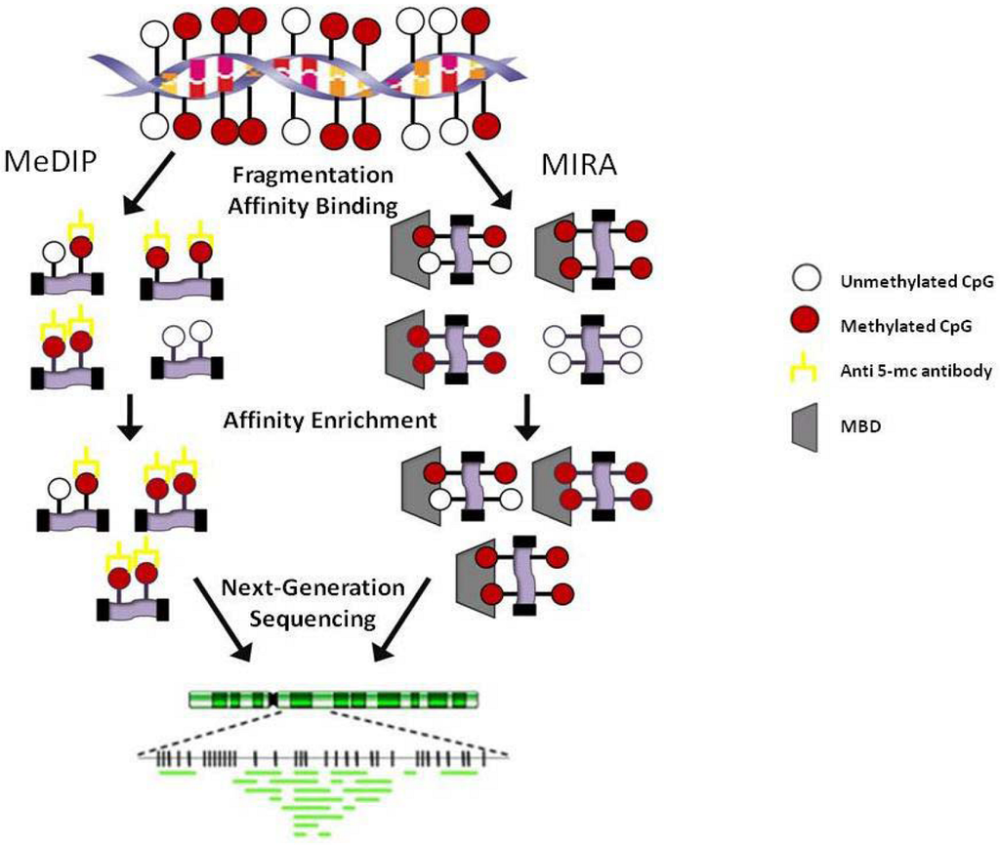 MeDIP
MIRA
Fragmentation
Affinity Binding
Unmethylated CpG
Methylated CpG
Anti 5-mc antibody
MBD
Affinity Enrichment
Next-Generation
Sequencing